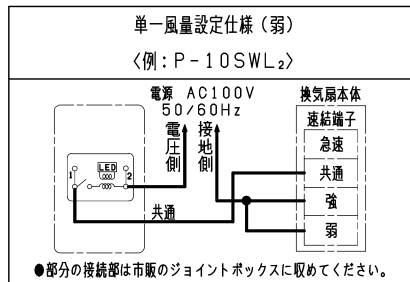 単一風量設定仕様（弱）
〈例：P-10SWL₂〉
電源 AC100V
50/60Hz
電圧側
接地側
換気扇本体
速結端子
急速
共通
強
弱
LED
1
2
共通
●部分の接続部は市販のジョイントボックスに収めてください。